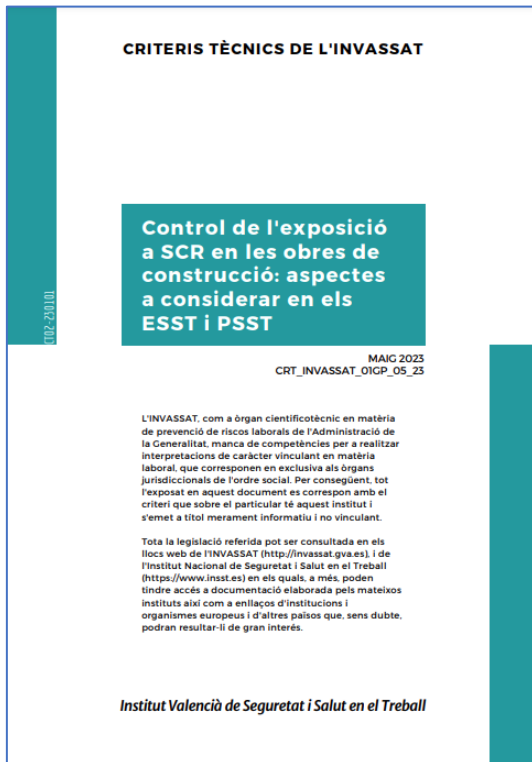 CRITERIS TÈCNICS DE L'INVASSAT
Control de l'exposició
a SCR en les obres de
construcció: aspectes
a considerar en els
ESST i PSST
CT02-230101
MAIG 2023
CRT_INVASSAT_01GP_05_23
L'INVASSAT, com a òrgan cientificotècnic en matèria
de prevenció de riscos laborals de l'Administració de
la Generalitat, manca de competències per a realitzar
interpretacions de caràcter vinculant en matèria
laboral, que corresponen en exclusiva als òrgans
jurisdiccionals de l'ordre social. Per consegüent, tot
l'exposat en aquest document es correspon amb el
criteri que sobre el particular té aquest institut i
s'emet a títol merament informatiu i no vinculant.
Tota la legislació referida pot ser consultada en els
llocs web de l'INVASSAT (http://invassat.gva.es), i de
l'Institut Nacional de Seguretat i Salut en el Treball
(https://www.insst.es) en els quals, a més, poden
tindre accés a documentació elaborada pels mateixos
instituts així com a enllaços d'institucions i
organismes europeus i d'altres països que, sens dubte,
podran resultar-li de gran interés.
Institut Valencià de Seguretat i Salut en el Treball